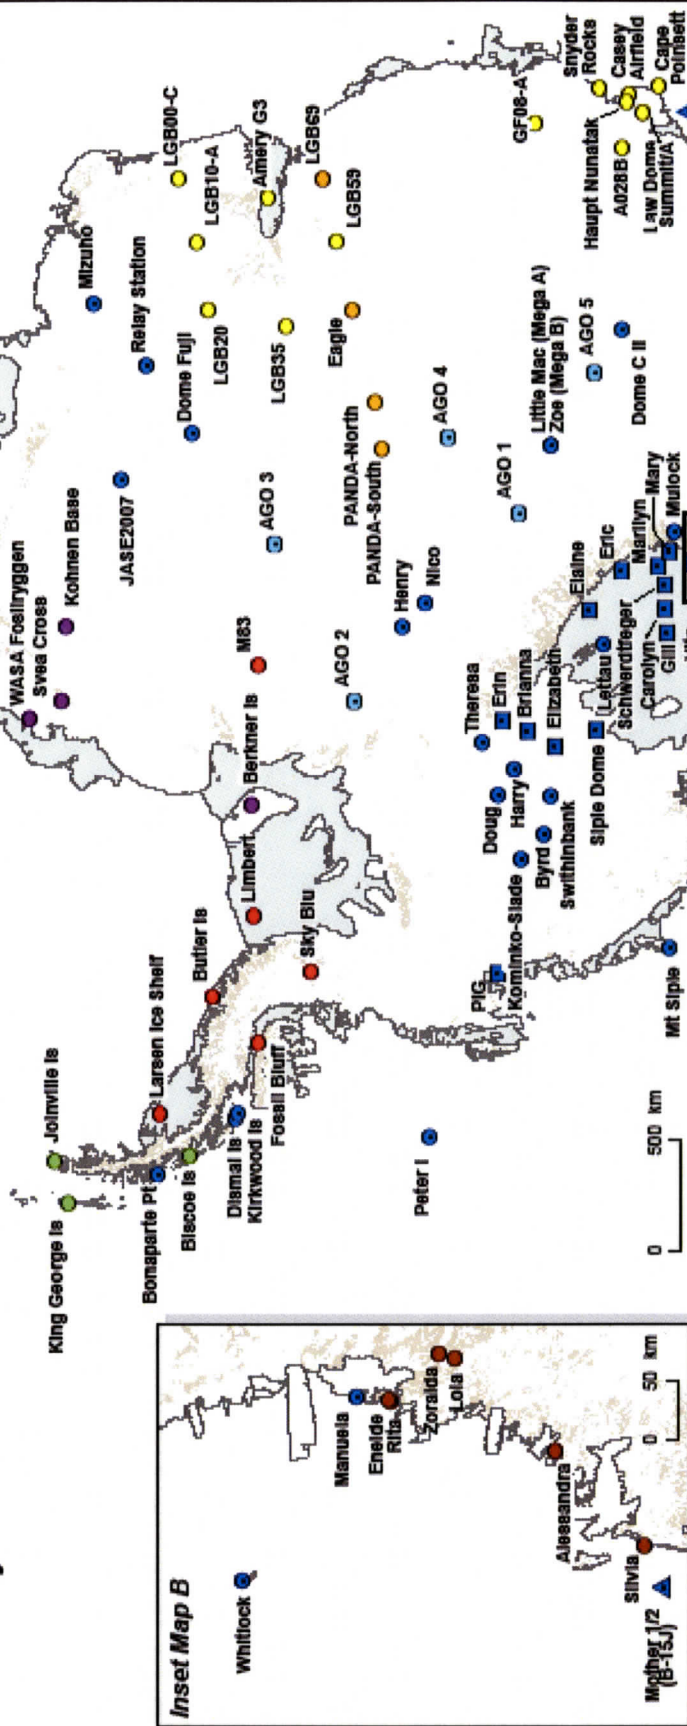 WASA Fossilryggen
Svea Cross
Kohnen Base
JASE2007
Mizuho
Relay Station
Dome Fuji
LGB00-C
LGB10-A
LGB20
LGB35
Amery G3
LGB69
LGB59
Eagle
PANDA-North
PANDA-South
AGO 3
AGO 4
AGO 1
AGO 2
AGO 5
M83
Berkner Is
Limbert
Sky Blu
Butler Is
Larsen Ice Shelf
Joinville Is
King George Is
Bonaparte Pt
Biscoe Is
Dismal Is
Kirkwood Is
Fossil Bluff
Peter I
Henry
Nico
Theresa
Erin
Brianna
Elizabeth
Doug
Harry
Byrd
Swithinbank
Kominko-Slade
PIG
Siple Dome
Mt Siple
Lettau
Elaine
Eric
Schwerdtfeger
Marilyn
Mary
Mulock
Carolyn
Gill
Little Mac (Mega A)
Zoe (Mega B)
Dome C II
GF08-A
Snyder
Rocks
Haupt Nunatak
Casey
Airfield
A028B
Law Dome
Summit/A
Cape
Poinsett
0 500 km
Inset Map B
Whitlock
Manuela
Eneide
Rita
Zoraida
Lola
Alessandra
Silvia
Mother 1/2
(B-15J)
0 50 km